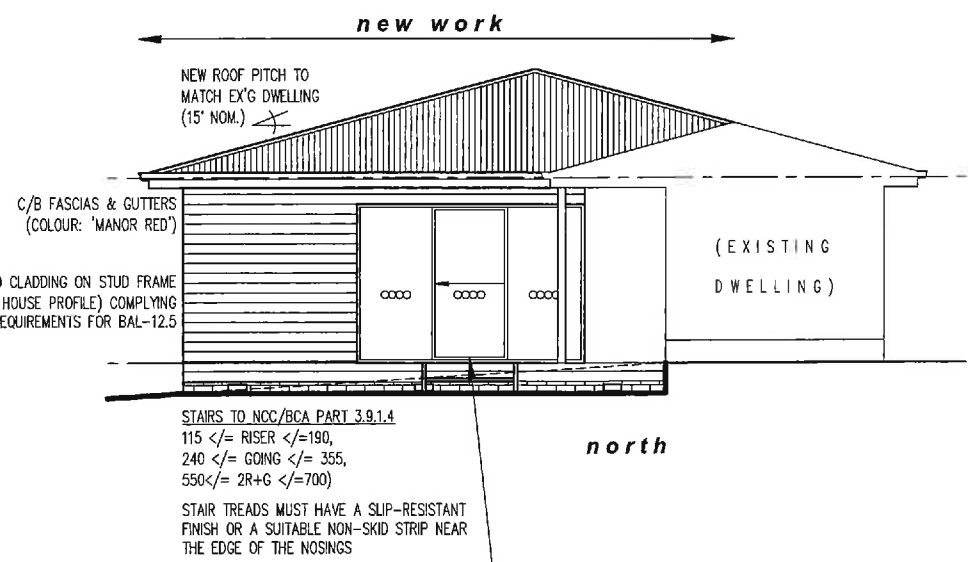 new work
NEW ROOF PITCH TO
MATCH EX'G DWELLING
(15° NOM.)
C/B FASCIAS & GUTTERS
(COLOUR: 'MANOR RED')
CLADDING ON STUD FRAME
HOUSE PROFILE) COMPLYING
EQUIREMENTS FOR BAL-12.5
(EXISTING
DWELLING)
STAIRS TO NCC/BCA PART 3.9.1.4
115 </= RISER </=190,
240 </= GOING </= 355,
550</= 2R+G </=700)
STAIR TREADS MUST HAVE A SLIP-RESISTANT
FINISH OR A SUITABLE NON-SKID STRIP NEAR
THE EDGE OF THE NOSINGS
north